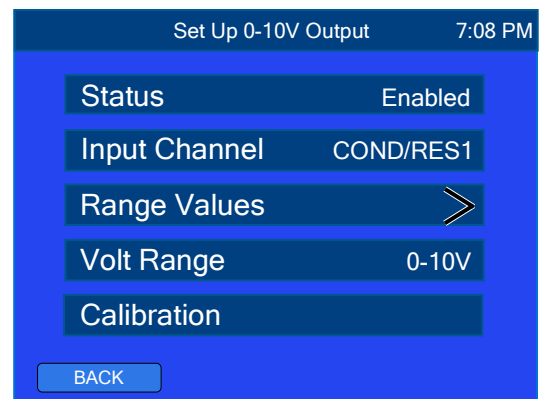 Set Up 0-10V Output 7:08 PM
Status Enabled
Input Channel COND/RES1
Range Values
Volt Range 0-10V
Calibration
BACK